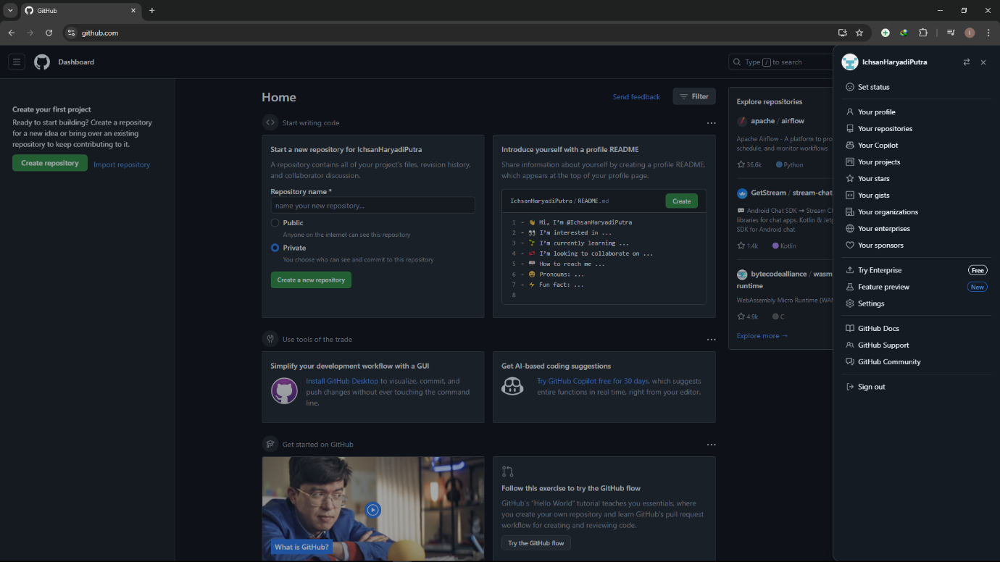 GitHub
github.com
I
Dashboard
Type / to search
Create your first project
Ready to start building? Create a repository
for a new idea or bring over an existing
repository to keep contributing to it.
Create repository
Import repository
Home
Send feedback
Filter
Start writing code
Start a new repository for IchsanHaryadiPutra
A repository contains all of your project's files, revision history,
and collaborator discussion.
Repository name *
name your new repository...
Public
Anyone on the internet can see this repository
Private
You choose who can see and commit to this repository
Create a new repository
Introduce yourself with a profile README
Share information about yourself by creating a profile README,
which appears at the top of your profile page.
IchsanHaryadiPutra / README.md
Create
1 - 👋 Hi, I'm @IchsanHaryadiPutra
2 - 👀 I'm interested in ...
3 - 🌱 I'm currently learning ...
4 - 💞️ I'm looking to collaborate on ...
5 - 📫 How to reach me ...
6 - 😄 Pronouns: ...
7 - ⚡ Fun fact: ...
8
Use tools of the trade
Simplify your development workflow with a GUI
Install GitHub Desktop to visualize, commit, and
push changes without ever touching the command
line.
Get AI-based coding suggestions
Try GitHub Copilot free for 30 days, which suggests
entire functions in real time, right from your editor.
Get started on GitHub
What is GitHub?
Follow this exercise to try the GitHub flow
GitHub's "Hello World" tutorial teaches you essentials, where
you create your own repository and learn GitHub's pull request
workflow for creating and reviewing code.
Try the GitHub flow
Explore repositories
apache / airflow
Apache Airflow - A platform to pro
schedule, and monitor workflows
36.6k Python
GetStream / stream-chat
Android Chat SDK ➜ Stream C
libraries for chat apps. Kotlin & Jet
SDK for Android chat
1.4k Kotlin
bytecodealliance / wasm
runtime
WebAssembly Micro Runtime (WA
4.9k C
Explore more →
IchsanHaryadiPutra
Set status
Your profile
Your repositories
Your Copilot
Your projects
Your stars
Your gists
Your organizations
Your enterprises
Your sponsors
Try Enterprise Free
Feature preview New
Settings
GitHub Docs
GitHub Support
GitHub Community
Sign out